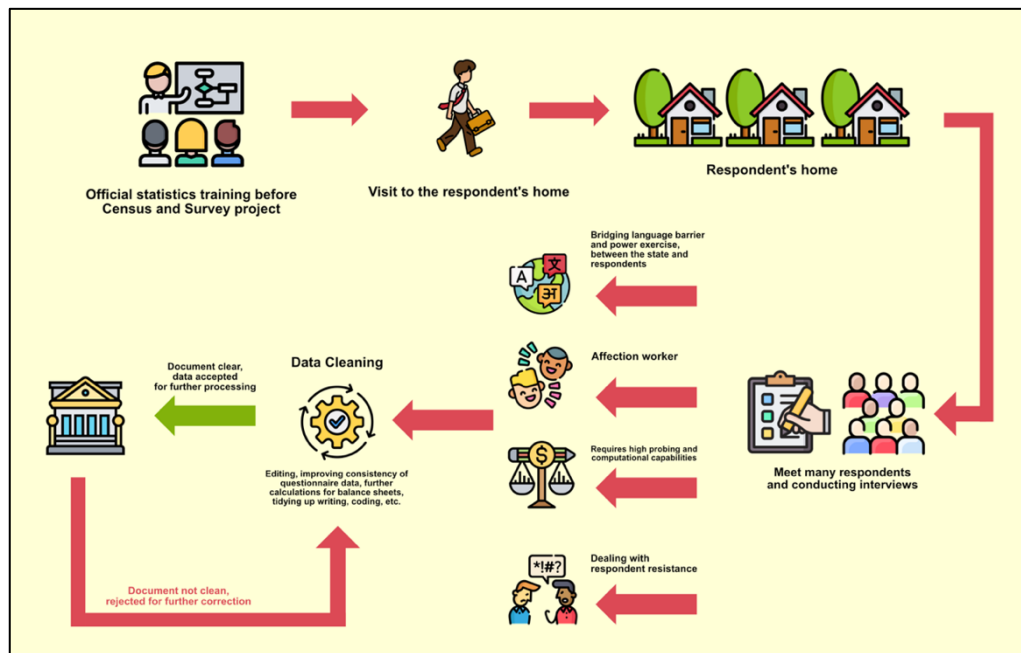 Official statistics training before
Census and Survey project
Visit to the respondent's home
Respondent's home
Bridging language barrier
and power exercise,
between the state and
respondents
A
文
अ
Affection worker
Requires high probing and
computational capabilities
$
Dealing with
respondent resistance
*!#?
Meet many respondents
and conducting interviews
Data Cleaning
Editing, improving consistency of
questionnaire data, further
calculations for balance sheets,
tidying up writing, coding, etc.
Document clear,
data accepted
for further processing
Document not clean,
rejected for further correction